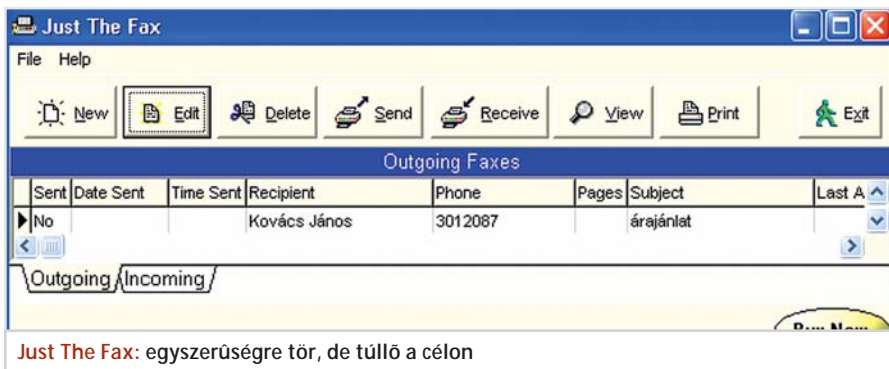 Just The Fax
File Help
New Edit Delete Send Receive View Print Exit
Outgoing Faxes
Sent Date Sent Time Sent Recipient Phone Pages Subject Last A
No Kovács János 3012087 árajánlat
Outgoing Incoming
Buy Now
Just The Fax: egyszerûségre tör, de túllõ a célon